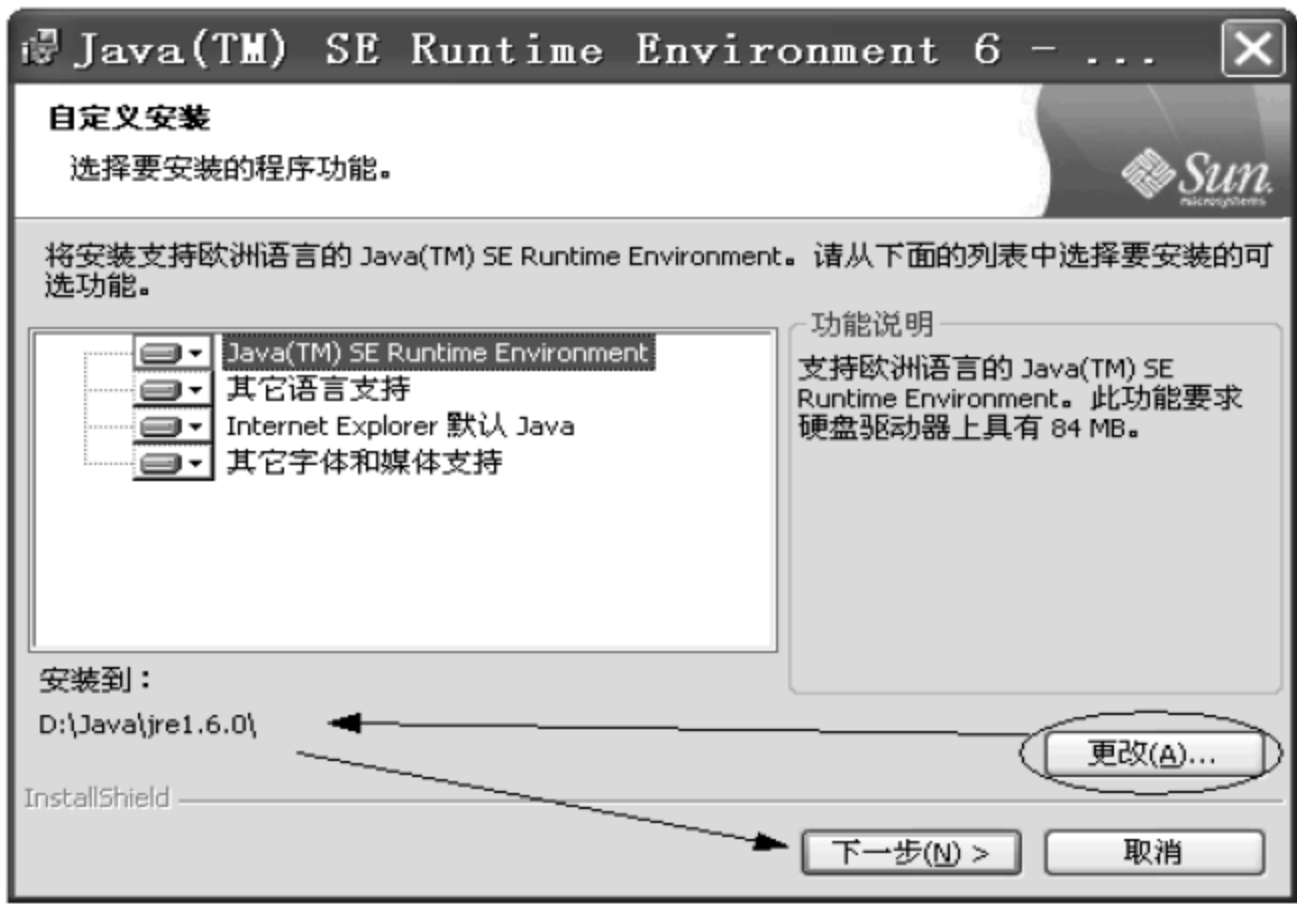 Java(TM) SE Runtime Environment 6 - ...
自定义安装
选择要安装的程序功能。
Sun
microsystems
将安装支持欧洲语言的 Java(TM) SE Runtime Environment。请从下面的列表中选择要安装的可
选功能。
Java(TM) SE Runtime Environment
其它语言支持
Internet Explorer 默认 Java
其它字体和媒体支持
功能说明
支持欧洲语言的 Java(TM) SE
Runtime Environment。此功能要求
硬盘驱动器上具有 84 MB。
安装到：
D:\Java\jre1.6.0\
更改(A)...
InstallShield
下一步(N) >
取消